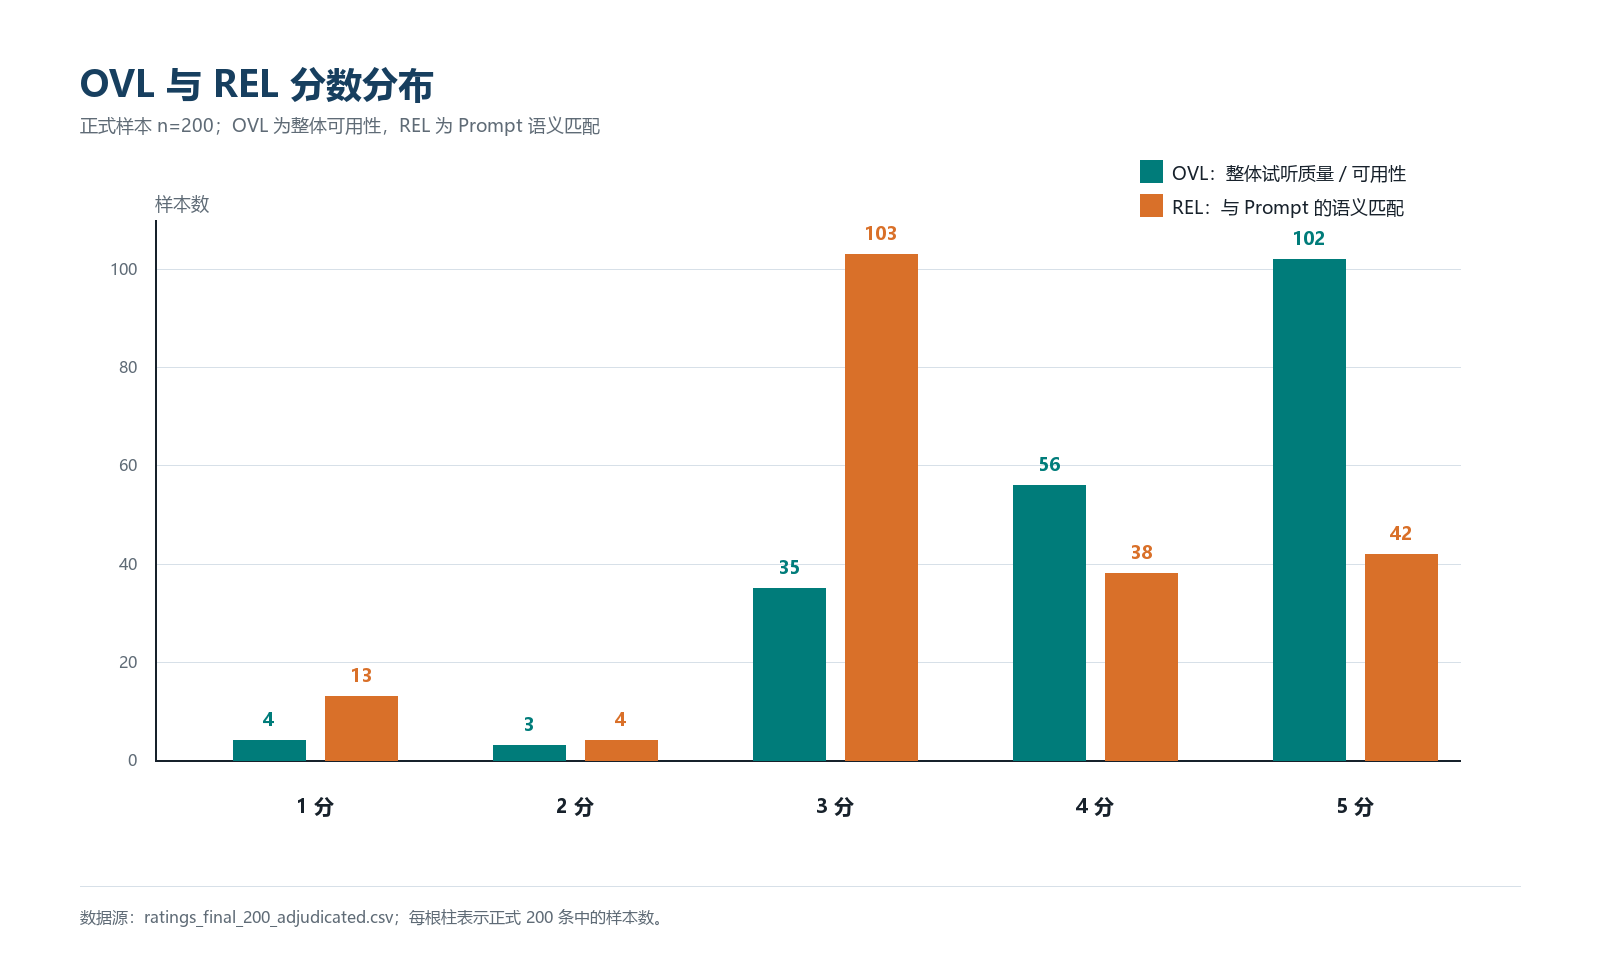 OVL 与 REL 分数分布
正式样本 n=200；OVL 为整体可用性，REL 为 Prompt 语义匹配
OVL：整体试听质量 / 可用性
REL：与 Prompt 的语义匹配
样本数
103
102
100
80
60
56
42
40
38
35
20
13
4
3
4
0
1 分
2 分
3 分
4 分
5 分
数据源：ratings_final_200_adjudicated.csv；每根柱表示正式 200 条中的样本数。